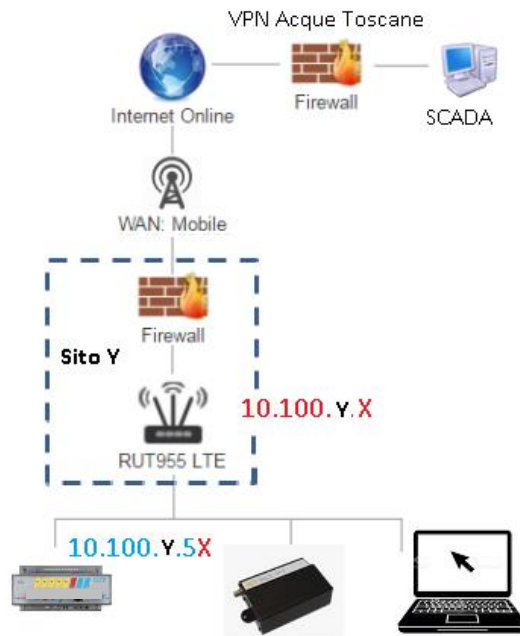 VPN Acque Toscane
Firewall
Internet Online
SCADA
WAN: Mobile
Firewall
Sito Y
10.100.Y.X
RUT955 LTE
10.100.Y.5X